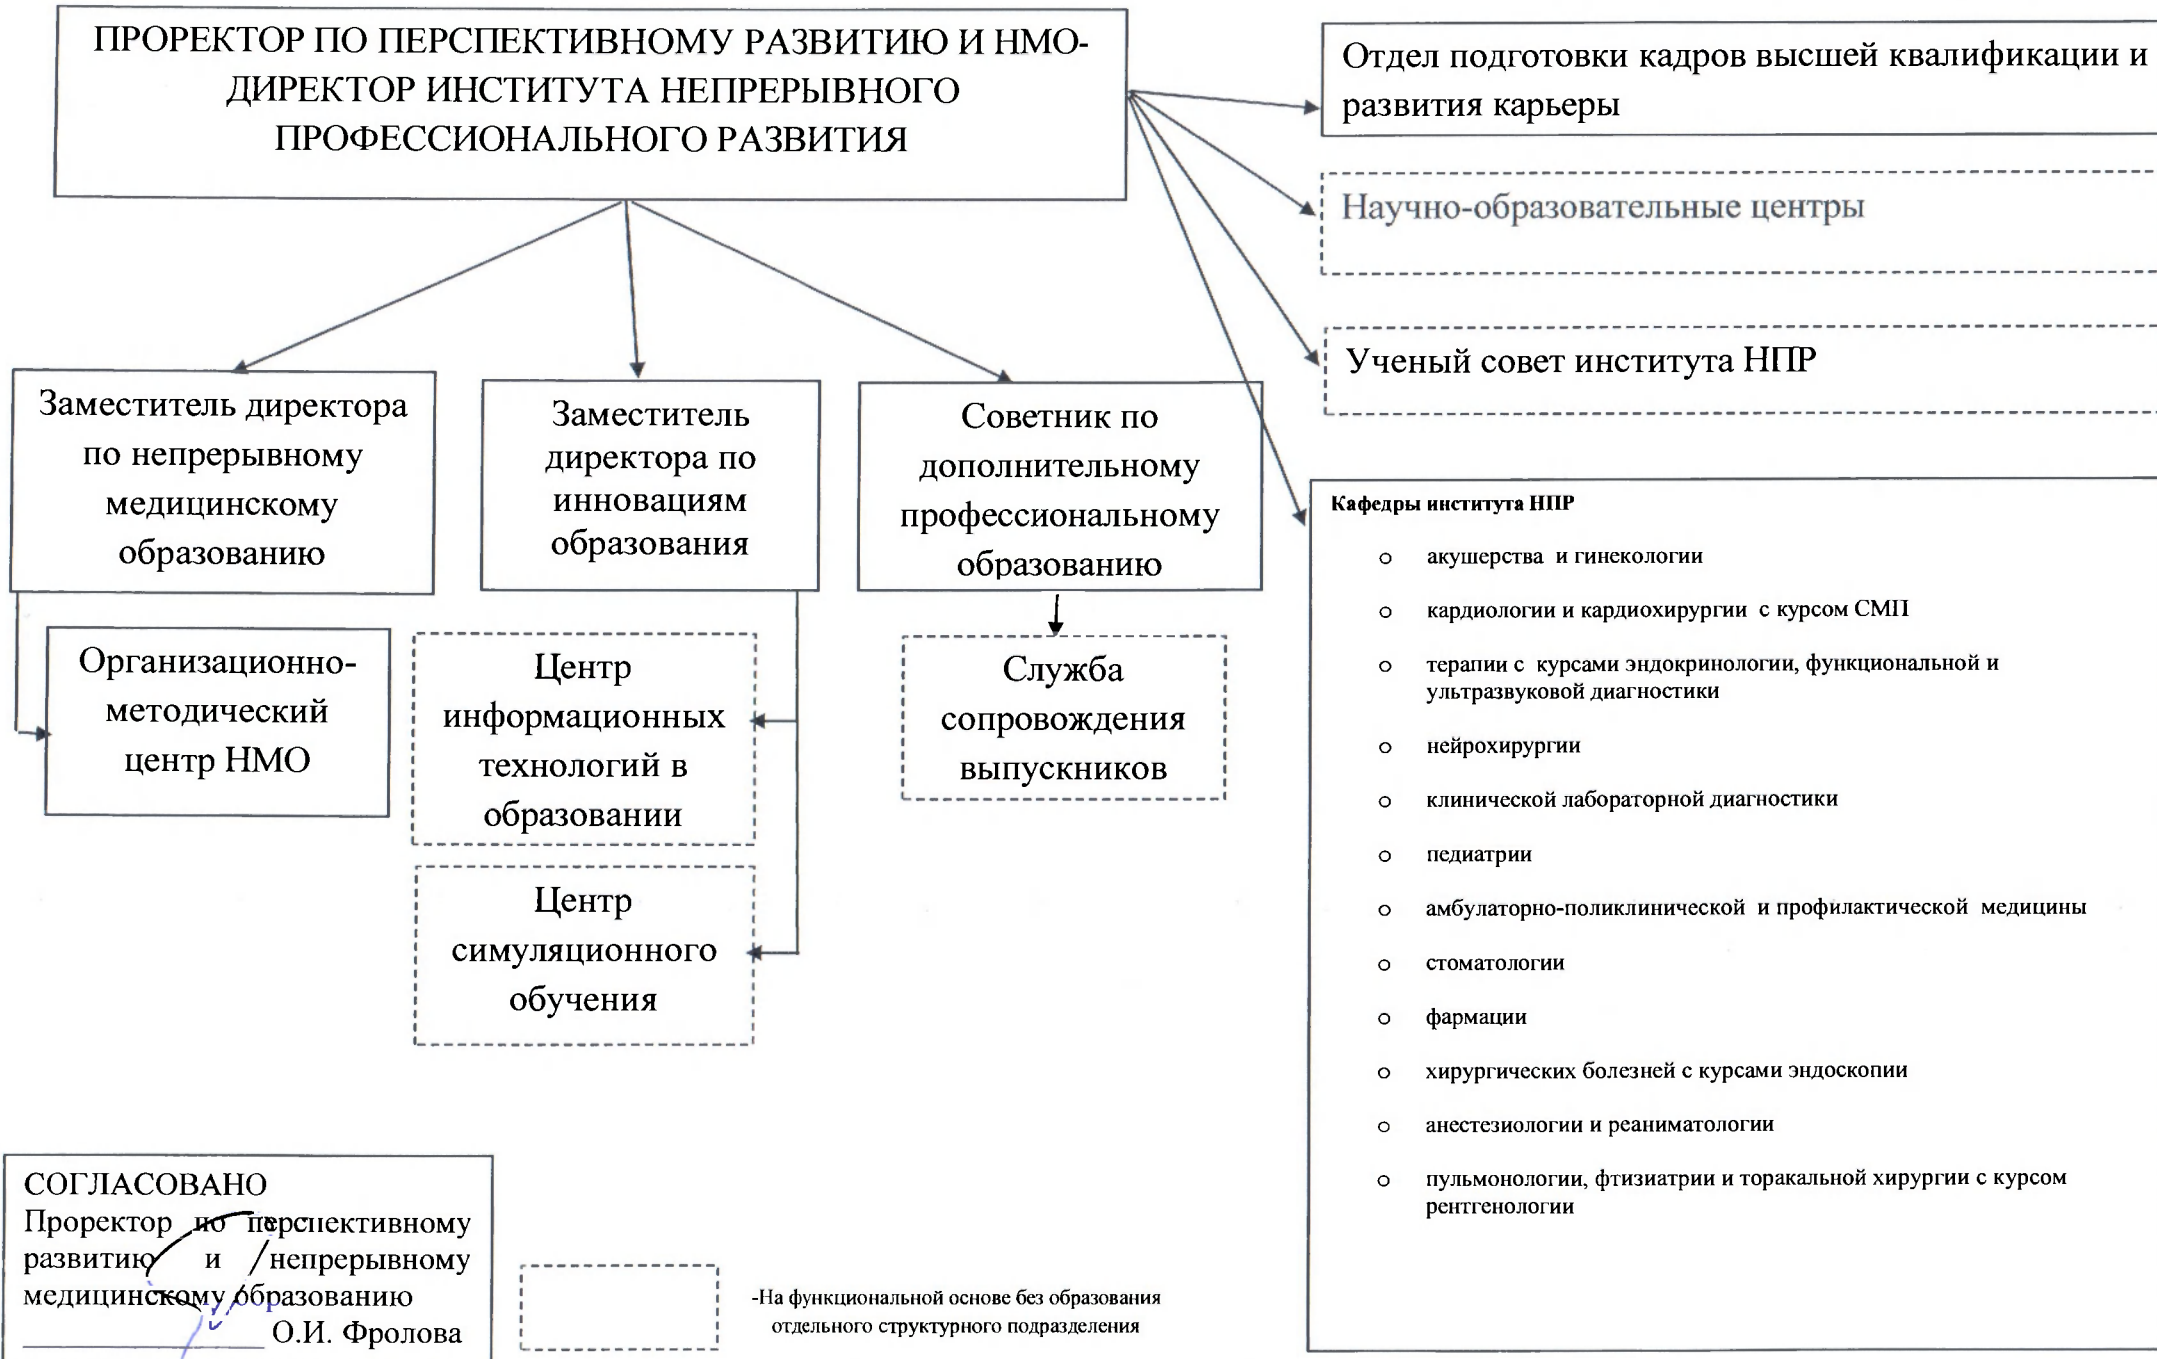 ПРОРЕКТОР ПО ПЕРСПЕКТИВНОМУ РАЗВИТИЮ И НМО-
ДИРЕКТОР ИНСТИТУТА НЕПРЕРЫВНОГО
ПРОФЕССИОНАЛЬНОГО РАЗВИТИЯ
Отдел подготовки кадров высшей квалификации и
развития карьеры
Научно-образовательные центры
Ученый совет института НПР
Заместитель директора
по непрерывному
медицинскому
образованию
Заместитель
директора по
инновациям
образования
Советник по
дополнительному
профессиональному
образованию
Организационно-
методический
центр НМО
Центр
информационных
технологий в
образовании
Центр
симуляционного
обучения
Служба
сопровождения
выпускников
Кафедры института НПР
o акушерства и гинекологии
o кардиологии и кардиохирургии с курсом СМП
o терапии с курсами эндокринологии, функциональной и
ультразвуковой диагностики
o нейрохирургии
o клинической лабораторной диагностики
o педиатрии
o амбулаторно-поликлинической и профилактической медицины
o стоматологии
o фармации
o хирургических болезней с курсами эндоскопии
o анестезиологии и реаниматологии
o пульмонологии, фтизиатрии и торакальной хирургии с курсом
рентгенологии
СОГЛАСОВАНО
Проректор по перспективному
развитию и непрерывному
медицинскому образованию
О.И. Фролова
-На функциональной основе без образования
отдельного структурного подразделения